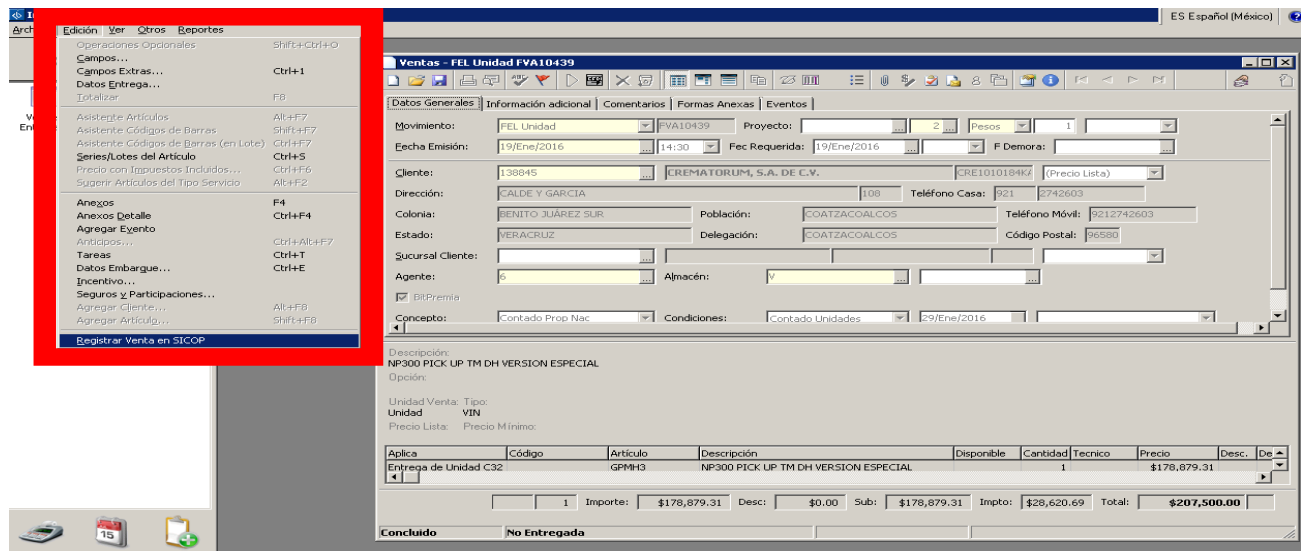 In
ES Español (México)
Arch
Edición Ver Otros Reportes
Operaciones Opcionales Shift+Ctrl+O
Campos...
Campos Extras... Ctrl+1
Datos Entrega...
Totalizar F8
Asistente Artículos Alt+F7
Asistente Códigos de Barras Shift+F7
Asistente Códigos de Barras (en Lote) Ctrl+F7
Series/Lotes del Artículo Ctrl+S
Precio con Impuestos Incluidos... Ctrl+F6
Sugerir Artículos del Tipo Servicio Alt+F2
Anexos F4
Anexos Detalle Ctrl+F4
Agregar Evento
Anticipos... Ctrl+Alt+F7
Tareas Ctrl+T
Datos Embarque... Ctrl+E
Incentivo...
Seguros y Participaciones...
Agregar Cliente... Alt+F8
Agregar Artículo... Shift+F8
Registrar Venta en SICOP
Ventas - FEL Unidad FVA10439
Datos Generales Información adicional Comentarios Formas Anexas Eventos
Movimiento: FEL Unidad FVA10439 Proyecto: 2 Pesos 1
Fecha Emisión: 19/Ene/2016 14:30 Fec Requerida: 19/Ene/2016 F Demora:
Cliente: 138845 CREMATORUM, S.A. DE C.V. CRE1010184K/ (Precio Lista)
Dirección: CALDE Y GARCIA 108 Teléfono Casa: 921 2742603
Colonia: BENITO JUÁREZ SUR Población: COATZACOALCOS Teléfono Móvil: 9212742603
Estado: VERACRUZ Delegación: COATZACOALCOS Código Postal: 96580
Sucursal Cliente:
Agente: 6 Almacén: V
BitPremia
Concepto: Contado Prop Nac Condiciones: Contado Unidades 29/Ene/2016
Descripción:
NP300 PICK UP TM DH VERSION ESPECIAL
Opción:
Unidad Venta: Tipo:
Unidad VIN
Precio Lista: Precio Mínimo:
Aplica Código Artículo Descripción Disponible Cantidad Tecnico Precio Desc. De
Entrega de Unidad C32 GPMH3 NP300 PICK UP TM DH VERSION ESPECIAL 1 $178,879.31
1 Importe: $178,879.31 Desc: $0.00 Sub: $178,879.31 Impto: $28,620.69 Total: $207,500.00
Concluido No Entregada
15